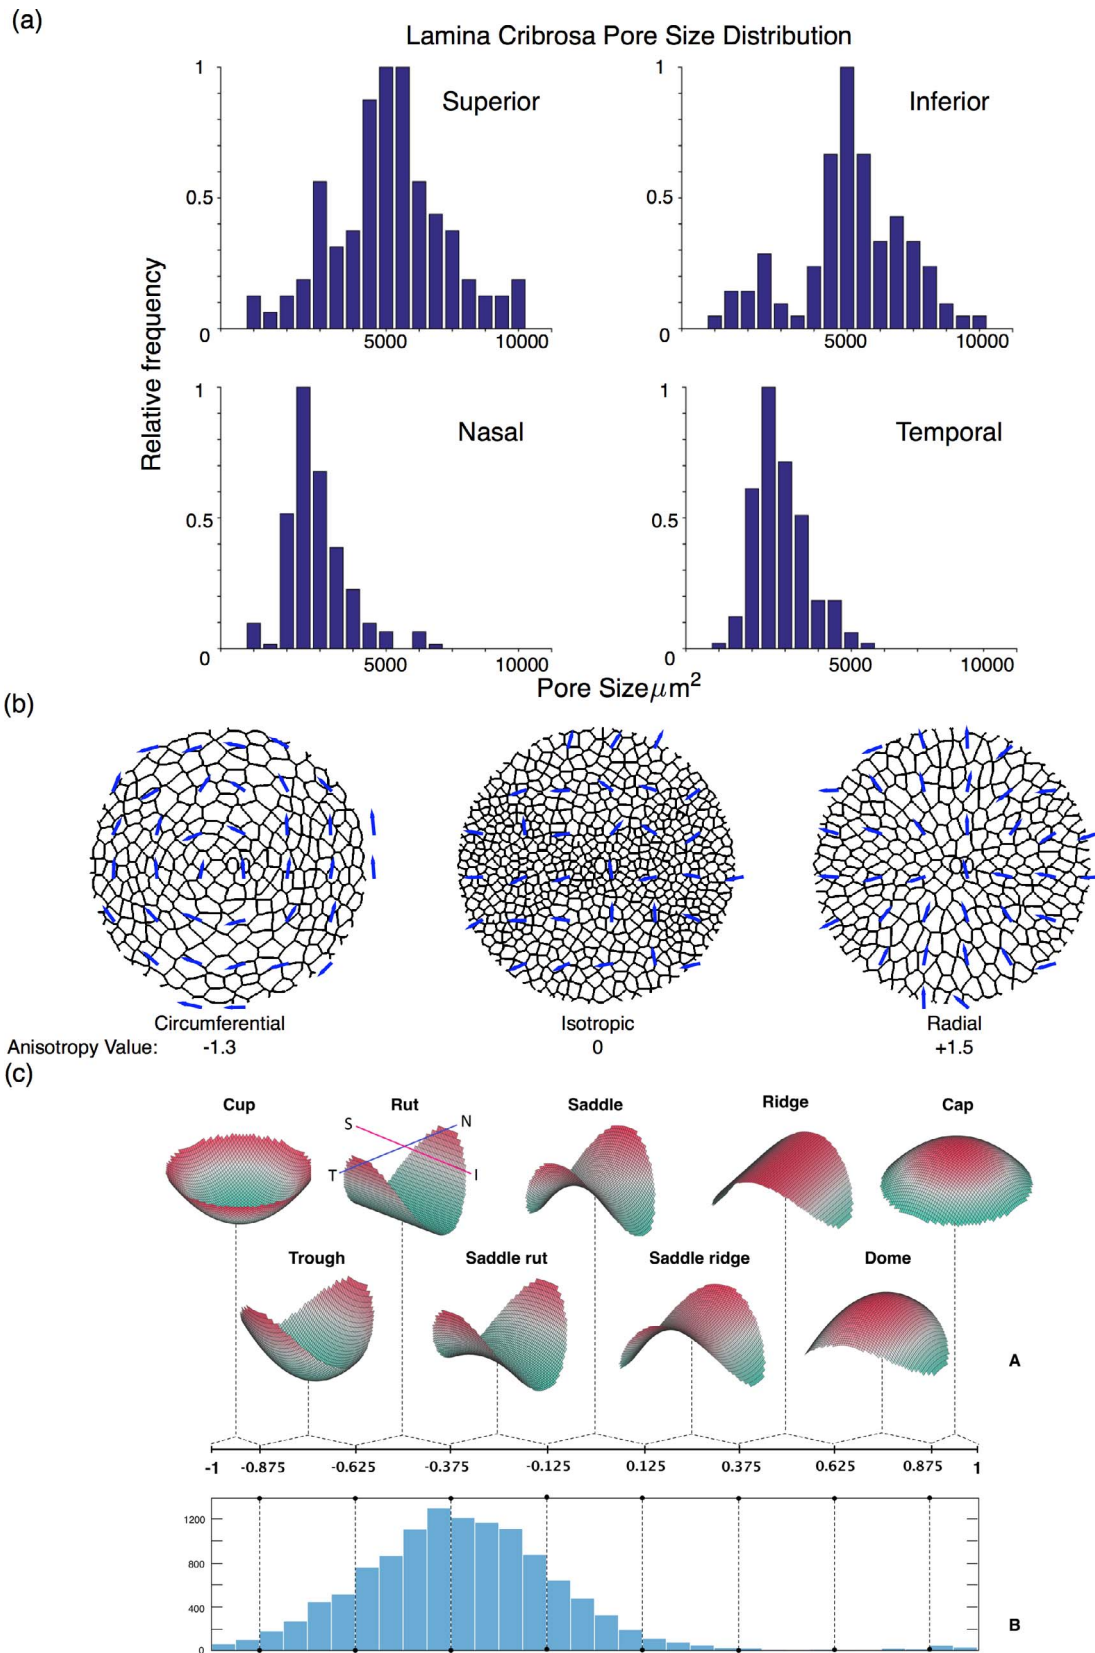 (a)
Lamina Cribrosa Pore Size Distribution
1
1
Superior
Inferior
0.5
0.5
0
5000
10000
0
5000
10000
Relative frequency
1
1
Nasal
Temporal
0.5
0.5
0
5000
10000
0
5000
10000
Pore Sizeμm²
(b)
Circumferential
Isotropic
Radial
Anisotropy Value: -1.3 0 +1.5
(c)
Cup
Rut
Saddle
Ridge
Cap
S
N
T
I
Trough
Saddle rut
Saddle ridge
Dome
A
-1 -0.875 -0.625 -0.375 -0.125 0.125 0.375 0.625 0.875 1
1200
800
400
0
B